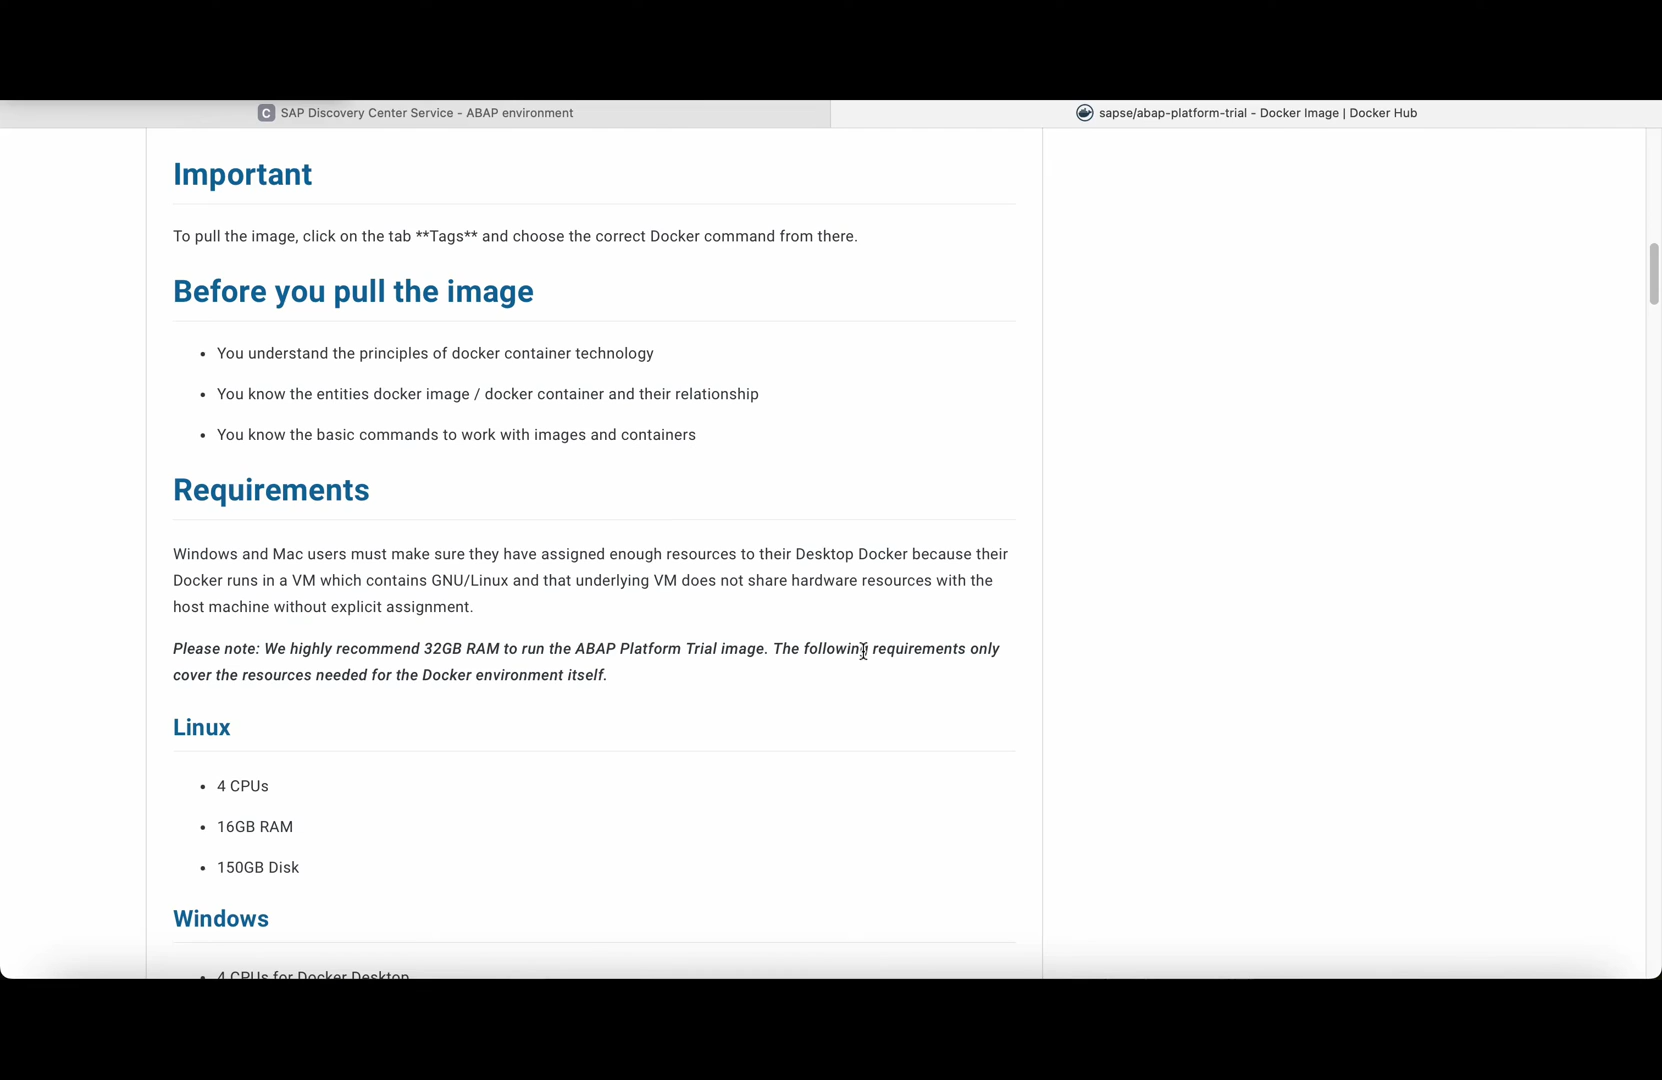 SAP Discovery Center Service - ABAP environment
sapse/abap-platform-trial - Docker Image | Docker Hub
Important
To pull the image, click on the tab **Tags** and choose the correct Docker command from there.
Before you pull the image
• You understand the principles of docker container technology
• You know the entities docker image / docker container and their relationship
• You know the basic commands to work with images and containers
Requirements
Windows and Mac users must make sure they have assigned enough resources to their Desktop Docker because their
Docker runs in a VM which contains GNU/Linux and that underlying VM does not share hardware resources with the
host machine without explicit assignment.
Please note: We highly recommend 32GB RAM to run the ABAP Platform Trial image. The following requirements only
cover the resources needed for the Docker environment itself.
Linux
• 4 CPUs
• 16GB RAM
• 150GB Disk
Windows
• 4 CPUs for Docker Desktop